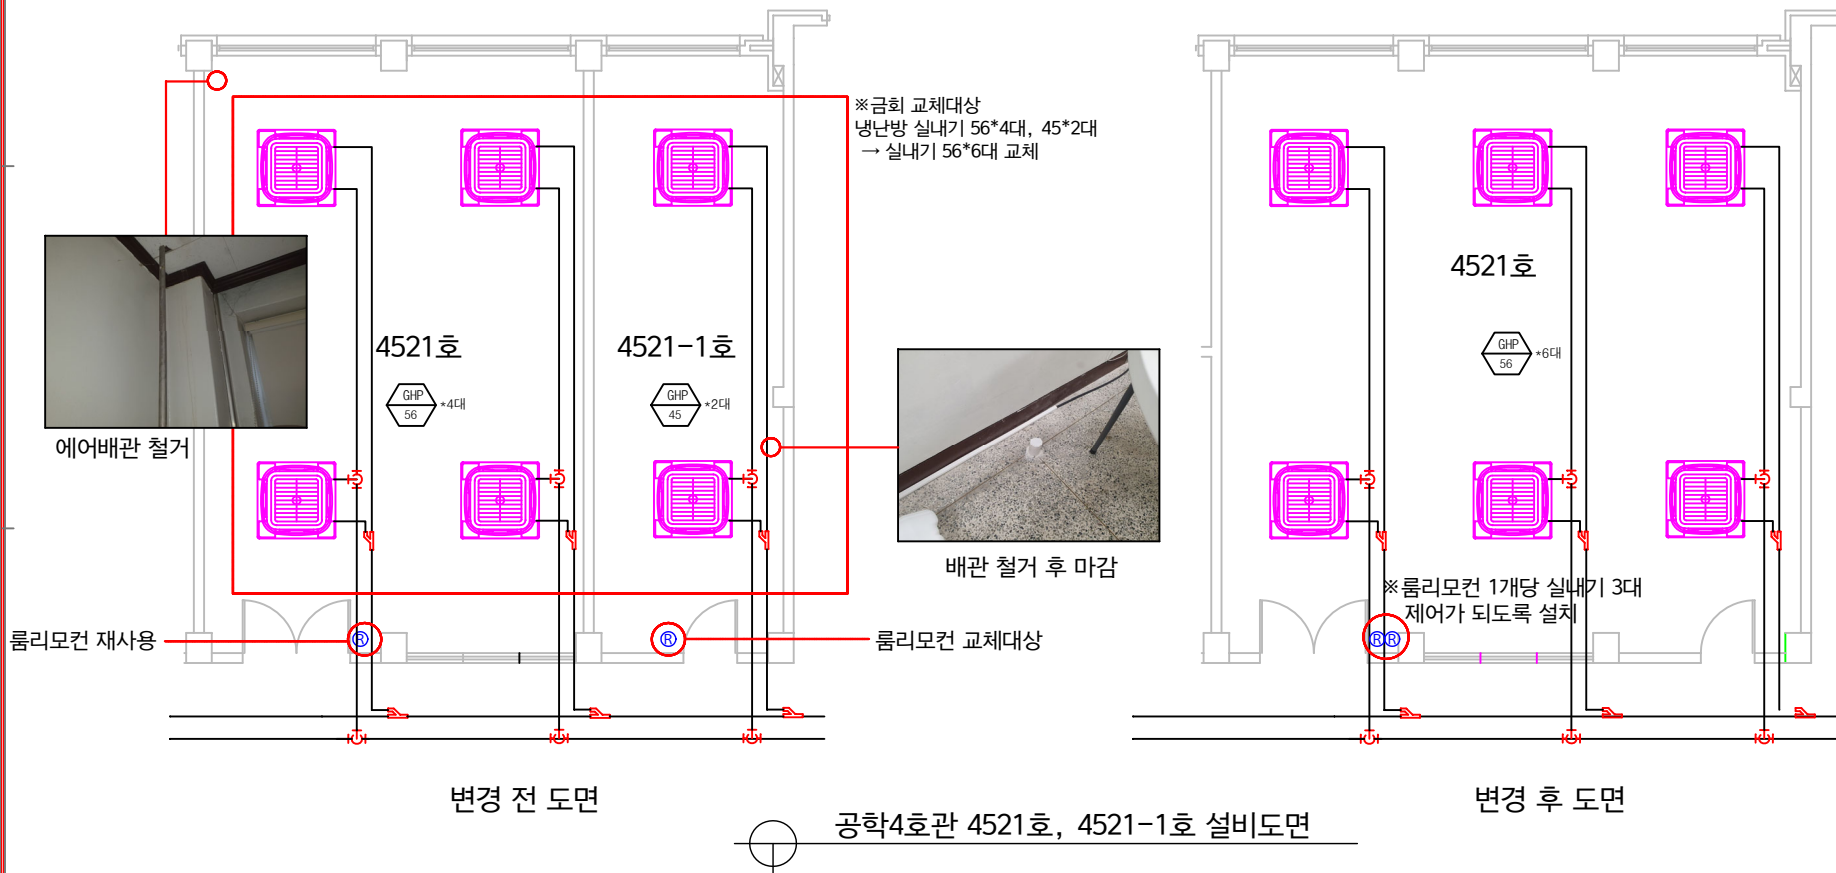 ※금회 교체대상
냉난방 실내기 56*4대, 45*2대
→ 실내기 56*6대 교체
4521호
GHP
56
*4대
4521-1호
GHP
45
*2대
에어배관 철거
배관 철거 후 마감
룸리모컨 재사용
R
R
룸리모컨 교체대상
변경 전 도면
4521호
GHP
56
*6대
※룸리모컨 1개당 실내기 3대
제어가 되도록 설치
R R
변경 후 도면
공학4호관 4521호, 4521-1호 설비도면